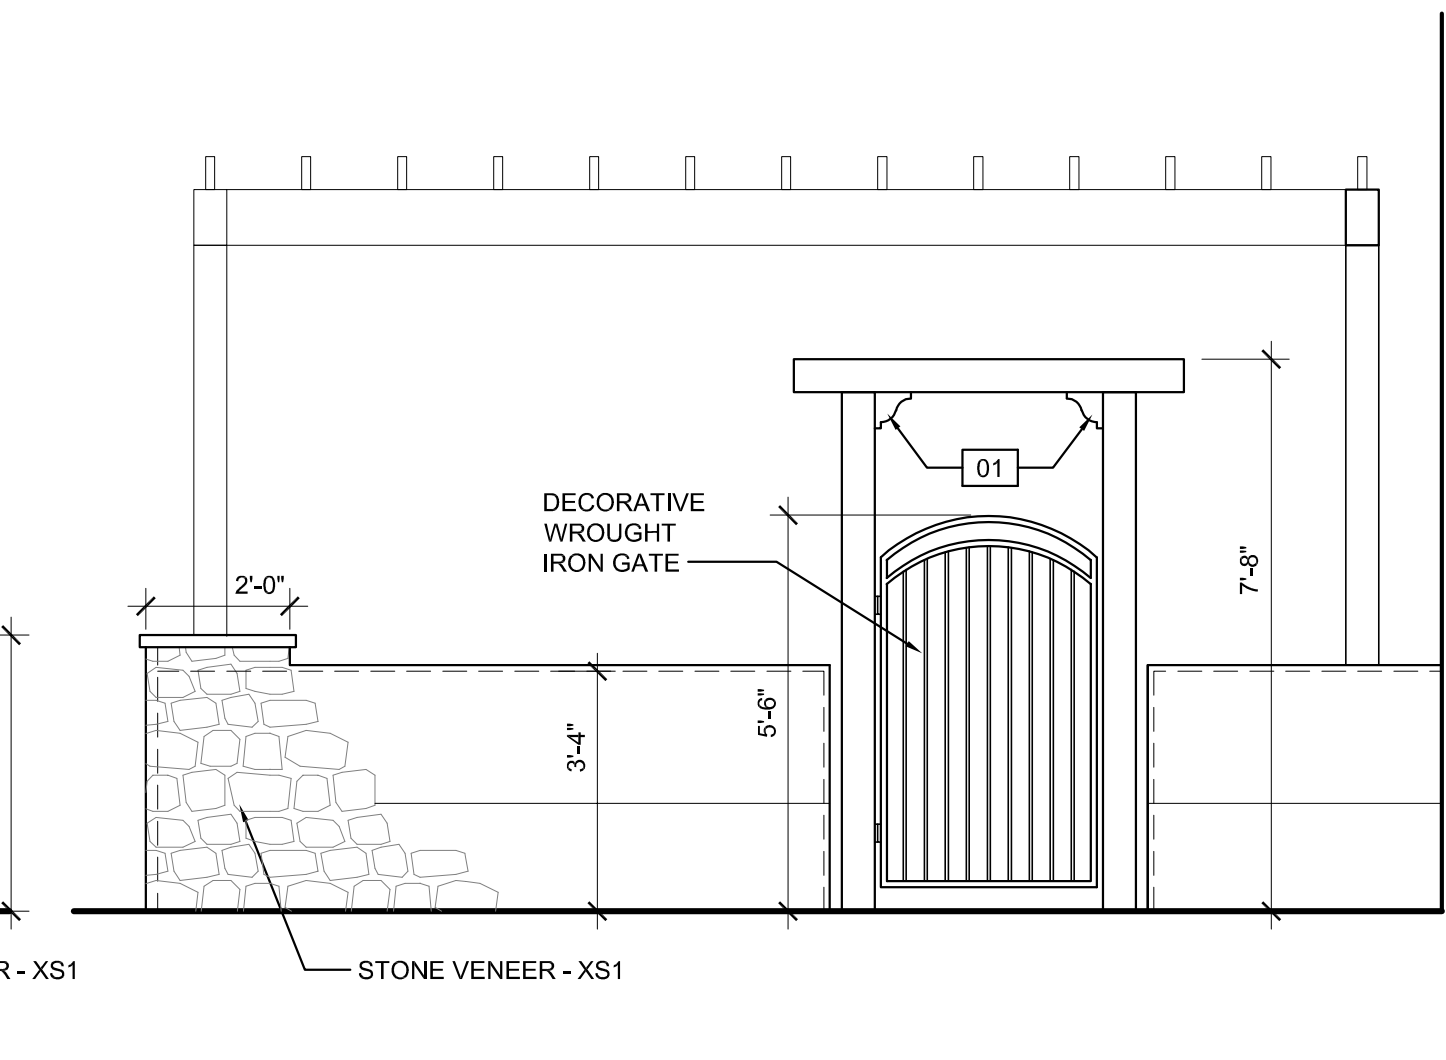 01
DECORATIVE
WROUGHT
IRON GATE
7'-8"
2'-0"
5'-6"
3'-4"
R - XS1
STONE VENEER - XS1